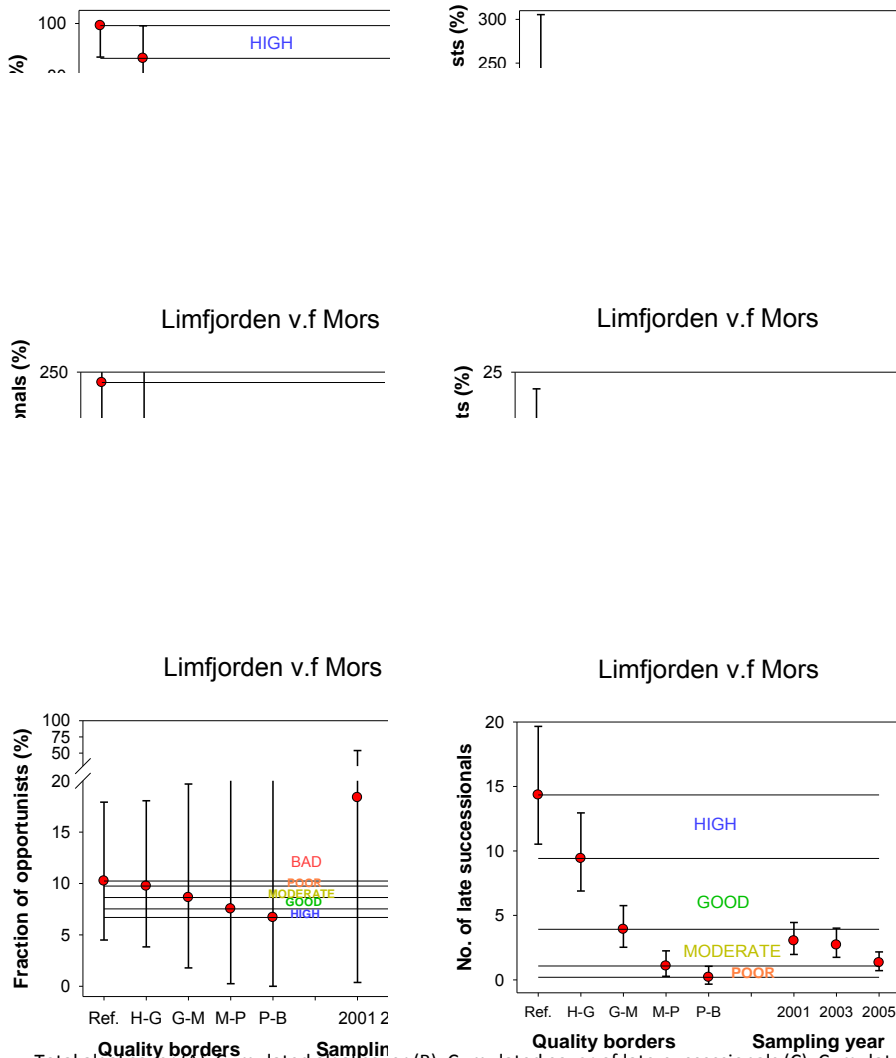 100
HIGH
%)
300
250
sts (%)
Limfjorden v.f Mors
onals (%)
250
Limfjorden v.f Mors
ts (%)
25
Limfjorden v.f Mors
Fraction of opportunists (%)
100
75
50
20
15
10
5
0
BAD
POOR
MODERATE
GOOD
HIGH
Ref. H-G G-M M-P P-B 2001 2
Quality borders Samplin
Limfjorden v.f Mors
No. of late successionals
20
15
10
5
0
HIGH
GOOD
MODERATE
POOR
Ref. H-G G-M M-P P-B 2001 2003 2005
Quality borders Sampling year